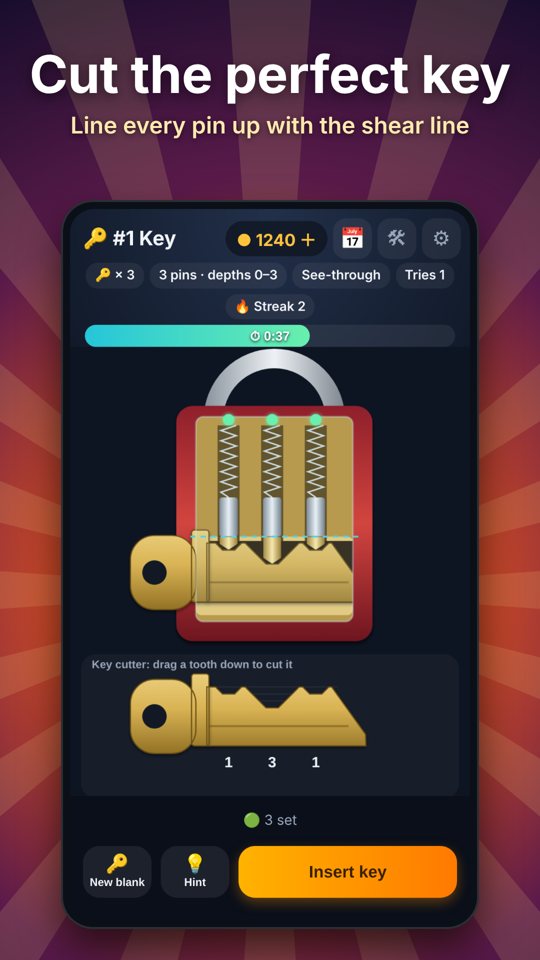 Cut the perfect key
Line every pin up with the shear line
🔑 #1 Key
1240 +
July 17
🔑 × 3
3 pins · depths 0–3
See-through
Tries 1
🔥 Streak 2
⏱ 0:37
Key cutter: drag a tooth down to cut it
1 3 1
🟢 3 set
🔑 New blank
💡 Hint
Insert key